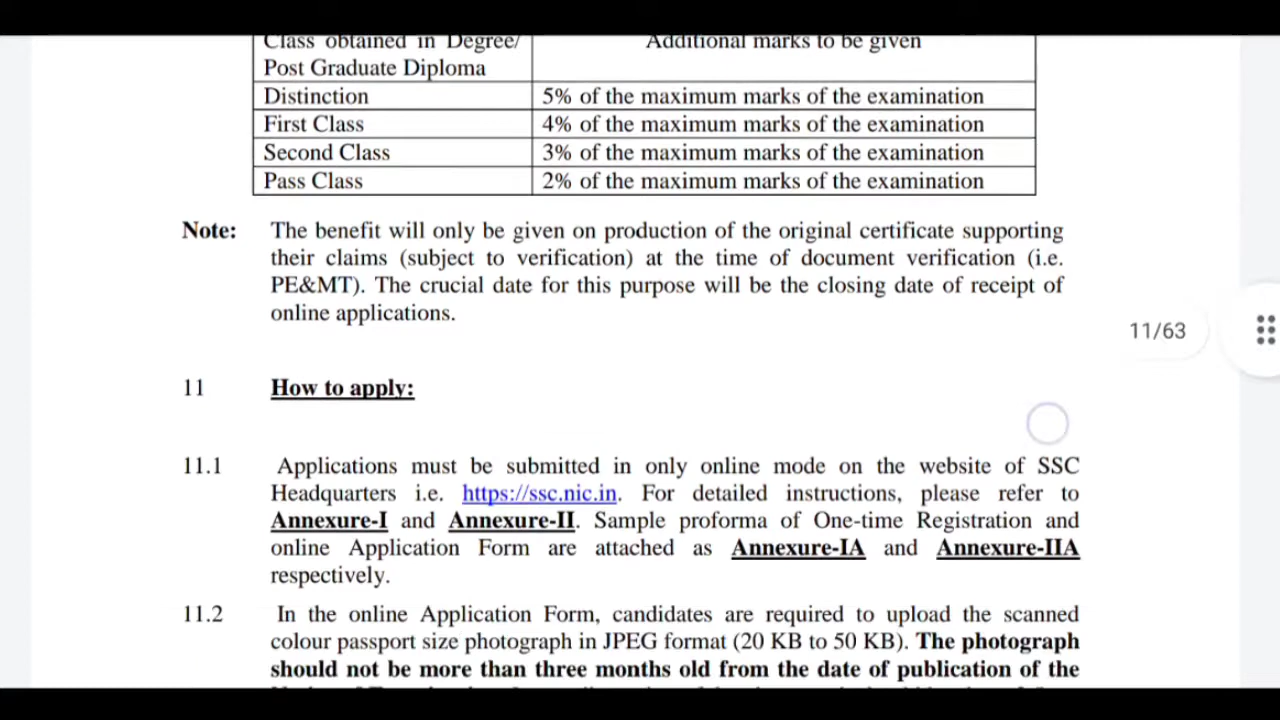 Class obtained in Degree/ Additional marks to be given
Post Graduate Diploma
Distinction 5% of the maximum marks of the examination
First Class 4% of the maximum marks of the examination
Second Class 3% of the maximum marks of the examination
Pass Class 2% of the maximum marks of the examination
Note: The benefit will only be given on production of the original certificate supporting
their claims (subject to verification) at the time of document verification (i.e.
PE&MT). The crucial date for this purpose will be the closing date of receipt of
online applications.
11/63
11 How to apply:
11.1 Applications must be submitted in only online mode on the website of SSC
Headquarters i.e. https://ssc.nic.in. For detailed instructions, please refer to
Annexure-I and Annexure-II. Sample proforma of One-time Registration and
online Application Form are attached as Annexure-IA and Annexure-IIA
respectively.
11.2 In the online Application Form, candidates are required to upload the scanned
colour passport size photograph in JPEG format (20 KB to 50 KB). The photograph
should not be more than three months old from the date of publication of the